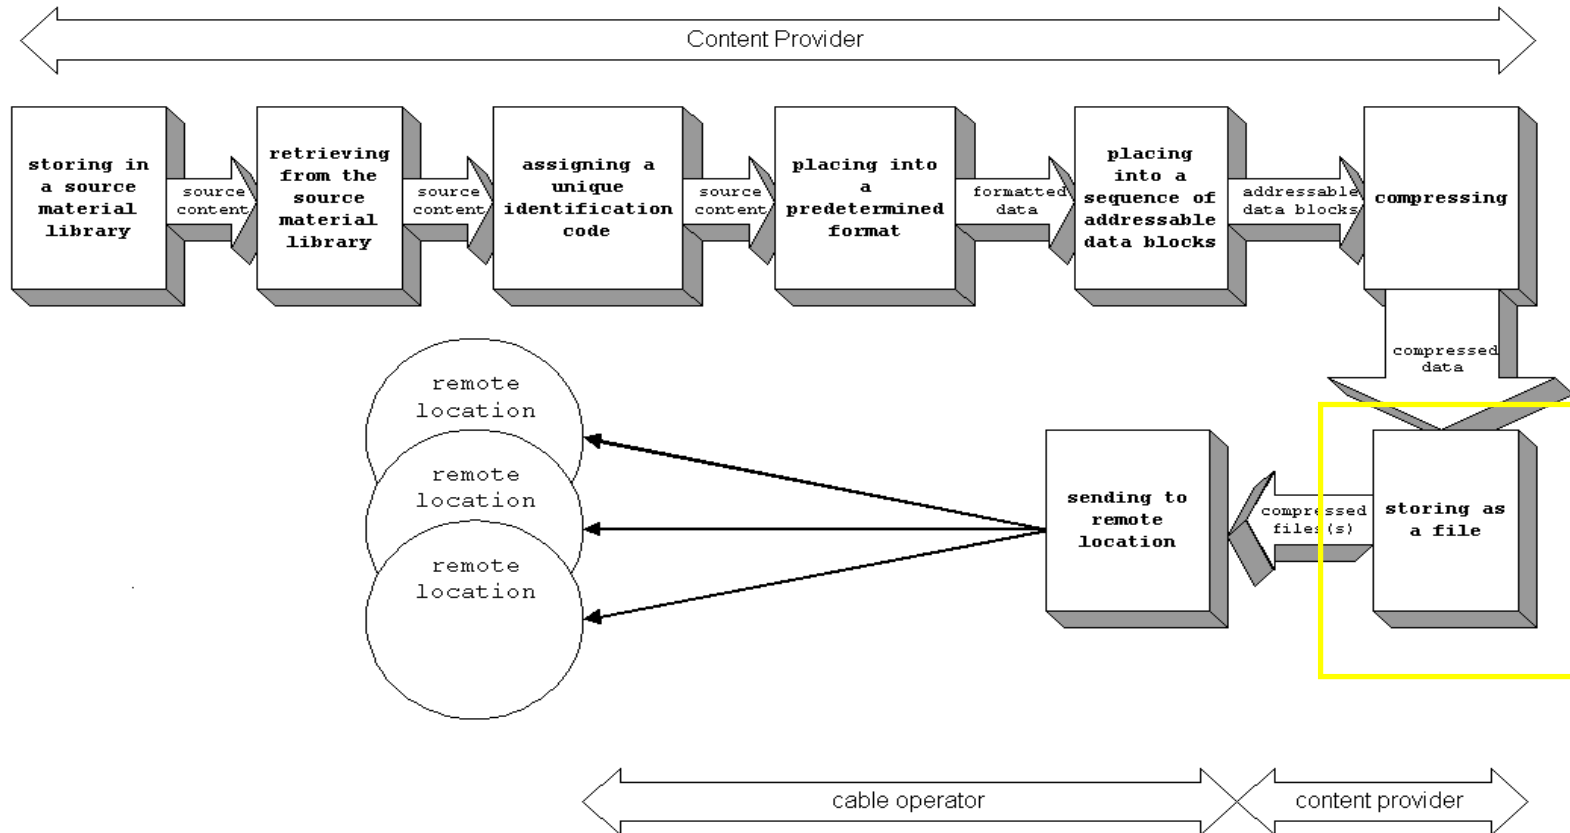 Content Provider
storing in
a source
material
library
source
content
retrieving
from the
source
material
library
source
content
assigning a
unique
identification
code
source
content
placing into
a
predetermined
format
formatted
data
placing
into a
sequence of
addressable
data blocks
addressable
data blocks
compressing
compressed
data
storing as
a file
compressed
files(s)
sending to
remote
location
remote
location
remote
location
remote
location
cable operator
content provider